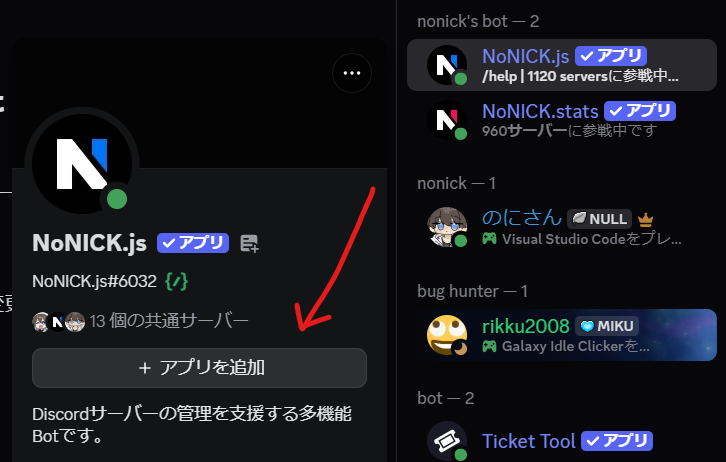 NoNICK.js ✓アプリ
NoNICK.js#6032 {/}
13 個の共通サーバー
+ アプリを追加
Discordサーバーの管理を支援する多機能
Botです。
nonick's bot — 2
NoNICK.js ✓アプリ
/help | 1120 serversに参戦中...
NoNICK.stats ✓アプリ
960サーバーに参戦中です
nonick — 1
のにさん NULL
Visual Studio Codeをプレ...
bug hunter — 1
rikku2008 MIKU
Galaxy Idle Clickerを...
bot — 2
Ticket Tool ✓アプリ